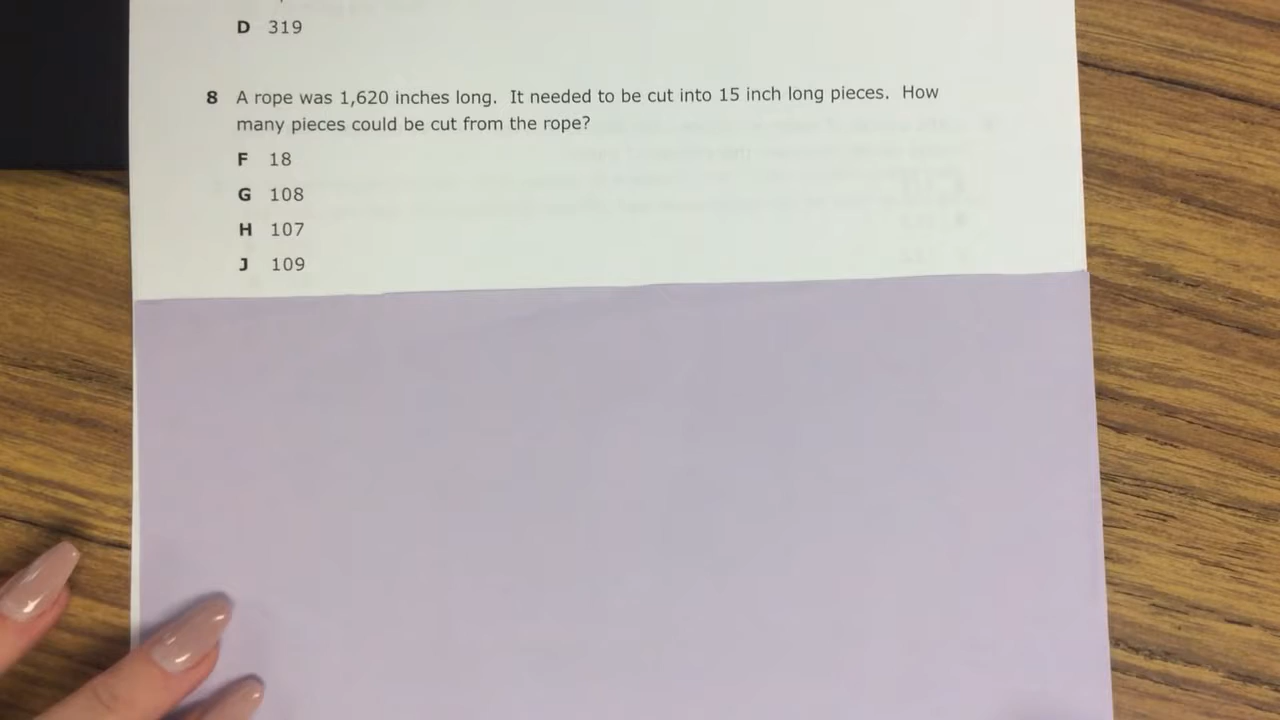 D 319
8 A rope was 1,620 inches long. It needed to be cut into 15 inch long pieces. How
many pieces could be cut from the rope?
F 18
G 108
H 107
J 109